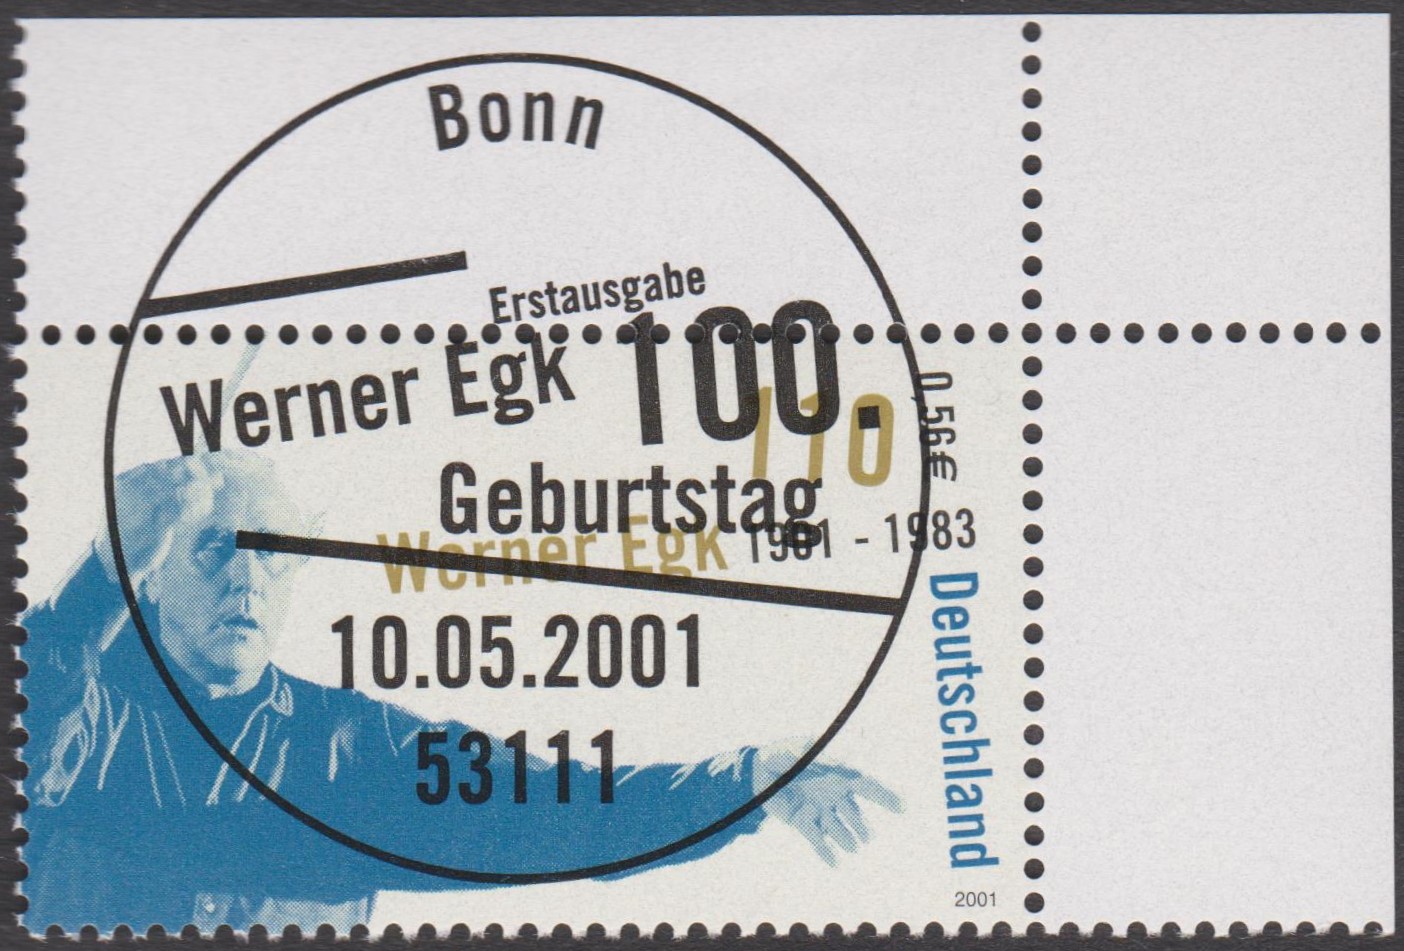 Bonn
Erstausgabe
Werner Egk 100.
Geburtstag
110
0,56€
Werner Egk 1901 - 1983
10.05.2001
53111
Deutschland
2001